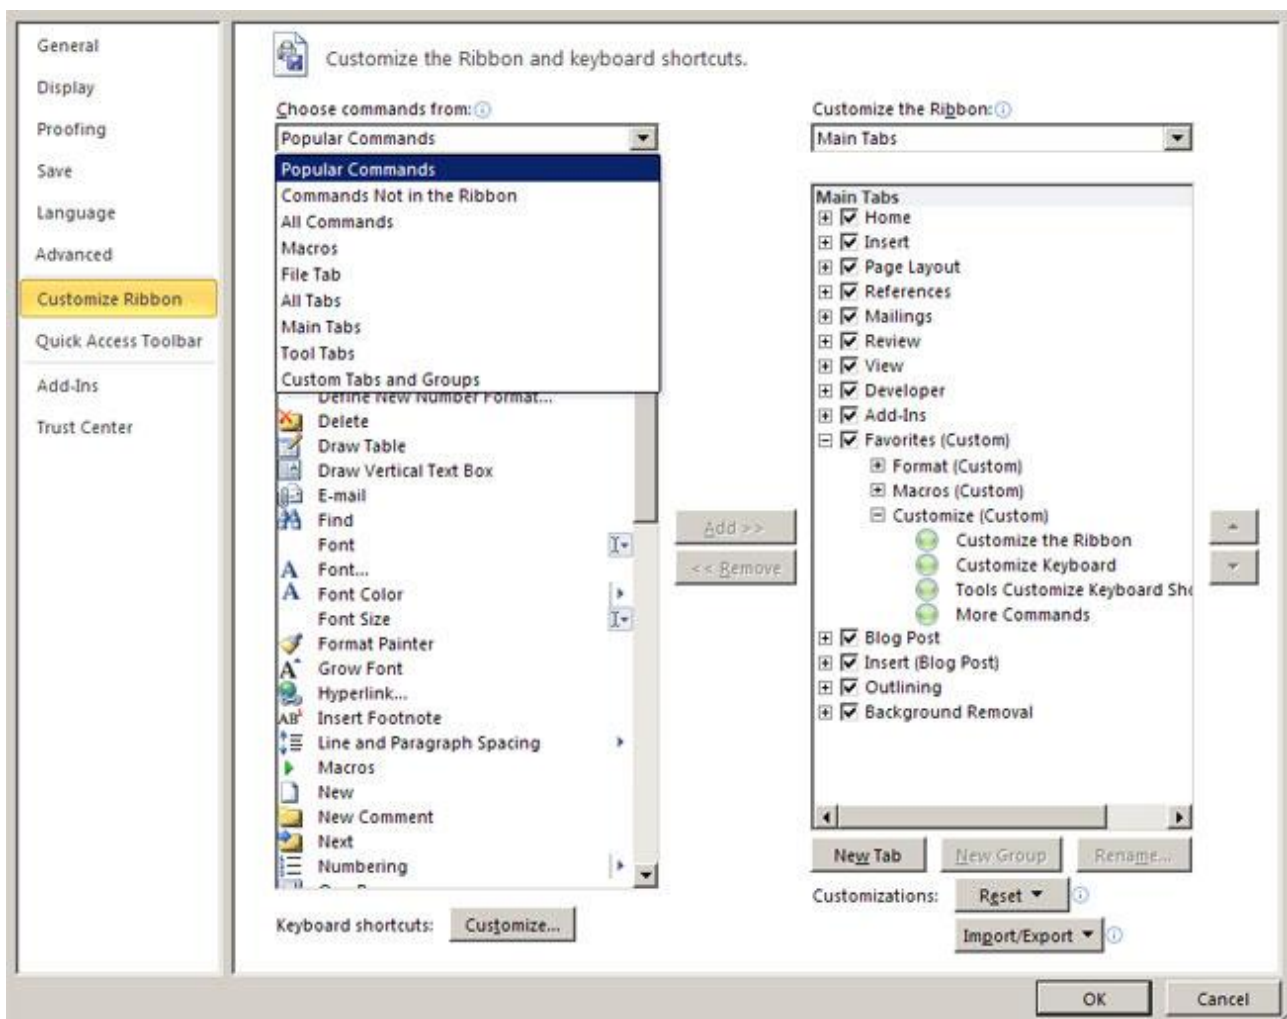 General
Display
Proofing
Save
Language
Advanced
Customize Ribbon
Quick Access Toolbar
Add-Ins
Trust Center
Customize the Ribbon and keyboard shortcuts.
Choose commands from:
Popular Commands
Popular Commands
Commands Not in the Ribbon
All Commands
Macros
File Tab
All Tabs
Main Tabs
Tool Tabs
Custom Tabs and Groups
Define New Number Format...
Delete
Draw Table
Draw Vertical Text Box
E-mail
Find
Font
Font...
Font Color
Font Size
Format Painter
Grow Font
Hyperlink...
Insert Footnote
Line and Paragraph Spacing
Macros
New
New Comment
Next
Numbering
Keyboard shortcuts: Customize...
Add >>
<< Remove
Customize the Ribbon:
Main Tabs
Main Tabs
Home
Insert
Page Layout
References
Mailings
Review
View
Developer
Add-Ins
Favorites (Custom)
Format (Custom)
Macros (Custom)
Customize (Custom)
Customize the Ribbon
Customize Keyboard
Tools Customize Keyboard Sho
More Commands
Blog Post
Insert (Blog Post)
Outlining
Background Removal
New Tab New Group Rename...
Customizations: Reset
Import/Export
OK Cancel